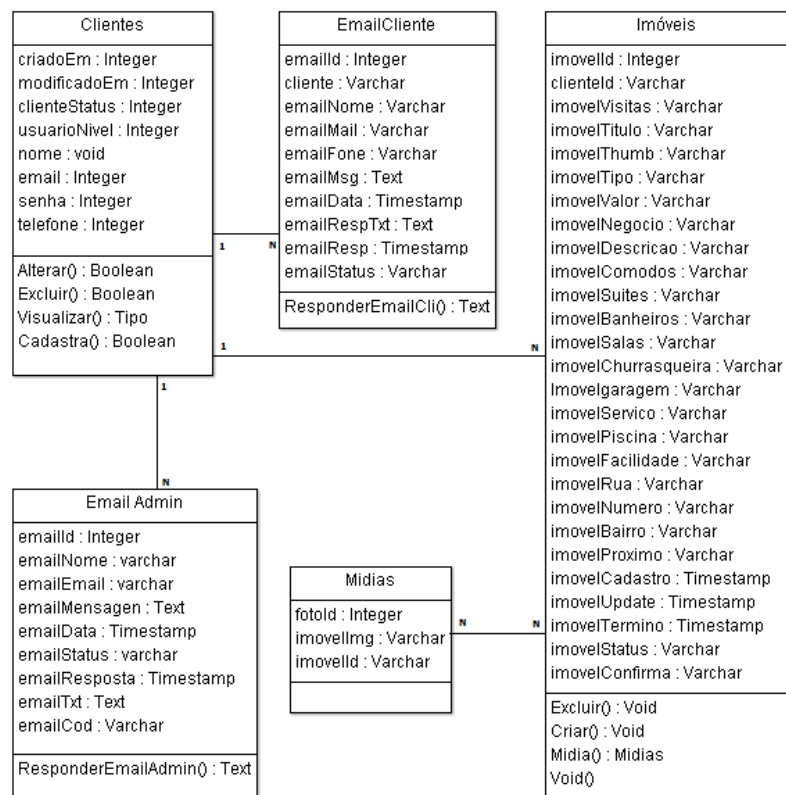 Clientes
criadoEm : Integer
modificadoEm : Integer
clienteStatus : Integer
usuarioNivel : Integer
nome : void
email : Integer
senha : Integer
telefone : Integer
Alterar() : Boolean
Excluir() : Boolean
Visualizar() : Tipo
Cadastra() : Boolean
EmailCliente
emailId : Integer
cliente : Varchar
emailNome : Varchar
emailMail : Varchar
emailFone : Varchar
emailMsg : Text
emailData : Timestamp
emailRespTxt : Text
emailResp : Timestamp
emailStatus : Varchar
ResponderEmailCli() : Text
Imóveis
imovelId : Integer
clienteId : Varchar
imovelVisitas : Varchar
imovelTitulo : Varchar
imovelThumb : Varchar
imovelTipo : Varchar
imovelValor : Varchar
imovelNegocio : Varchar
imovelDescricao : Varchar
imovelComodos : Varchar
imovelSuites : Varchar
imovelBanheiros : Varchar
imovelSalas : Varchar
imovelChurrasqueira : Varchar
Imovelgaragem : Varchar
imovelServico : Varchar
imovelPiscina : Varchar
imovelFacilidade : Varchar
imovelRua : Varchar
imovelNumero : Varchar
imovelBairro : Varchar
imovelProximo : Varchar
imovelCadastro : Timestamp
imovelUpdate : Timestamp
imovelTermino : Timestamp
imovelStatus : Varchar
imovelConfirma : Varchar
Excluir() : Void
Criar() : Void
Midia() : Midias
Void()
1
N
1
N
1
N
Email Admin
emailId : Integer
emailNome : varchar
emailEmail : varchar
emailMensagen : Text
emailData : Timestamp
emailStatus : varchar
emailResposta : Timestamp
emailTxt : Text
emailCod : Varchar
ResponderEmailAdmin() : Text
Midias
fotoId : Integer
imovelImg : Varchar
imovelId : Varchar
N
N